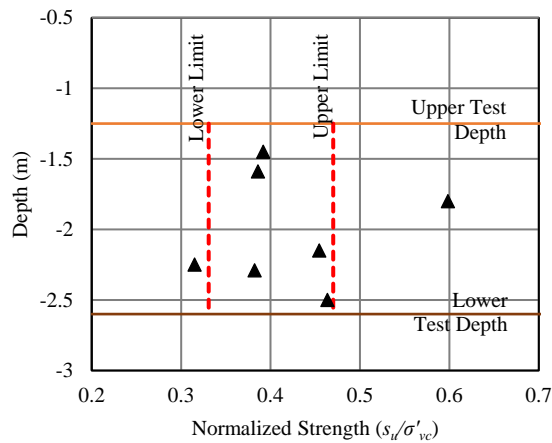 -0.5
-1
-1.5
-2
-2.5
-3
Depth (m)
Lower Limit
Upper Limit
Upper Test
Depth
Lower
Test Depth
0.2 0.3 0.4 0.5 0.6 0.7
Normalized Strength (su/σ'vc)